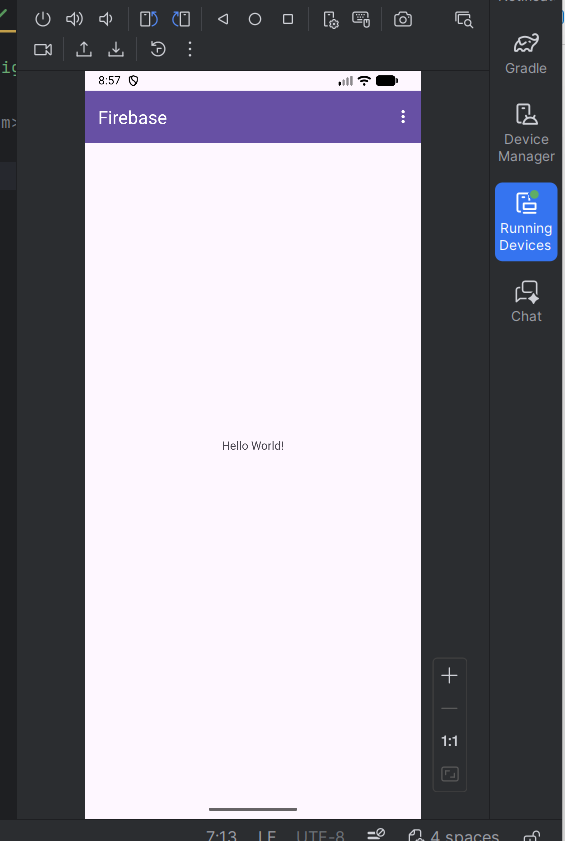 8:57
Firebase
Gradle
Device
Manager
Running
Devices
Chat
Hello World!
1:1
7:13 LF UTF-8 4 spaces